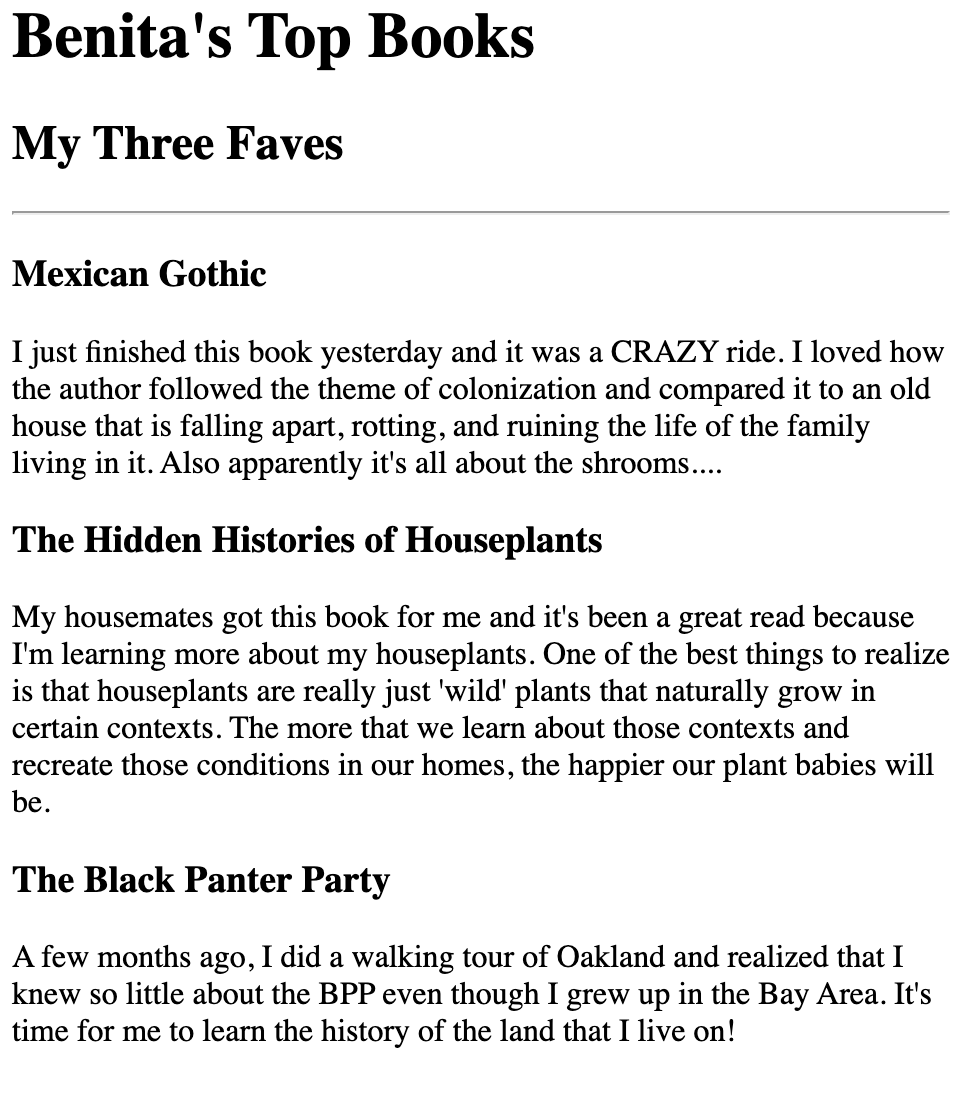 Benita's Top Books
My Three Faves
Mexican Gothic
I just finished this book yesterday and it was a CRAZY ride. I loved how
the author followed the theme of colonization and compared it to an old
house that is falling apart, rotting, and ruining the life of the family
living in it. Also apparently it's all about the shrooms....
The Hidden Histories of Houseplants
My housemates got this book for me and it's been a great read because
I'm learning more about my houseplants. One of the best things to realize
is that houseplants are really just 'wild' plants that naturally grow in
certain contexts. The more that we learn about those contexts and
recreate those conditions in our homes, the happier our plant babies will
be.
The Black Panter Party
A few months ago, I did a walking tour of Oakland and realized that I
knew so little about the BPP even though I grew up in the Bay Area. It's
time for me to learn the history of the land that I live on!